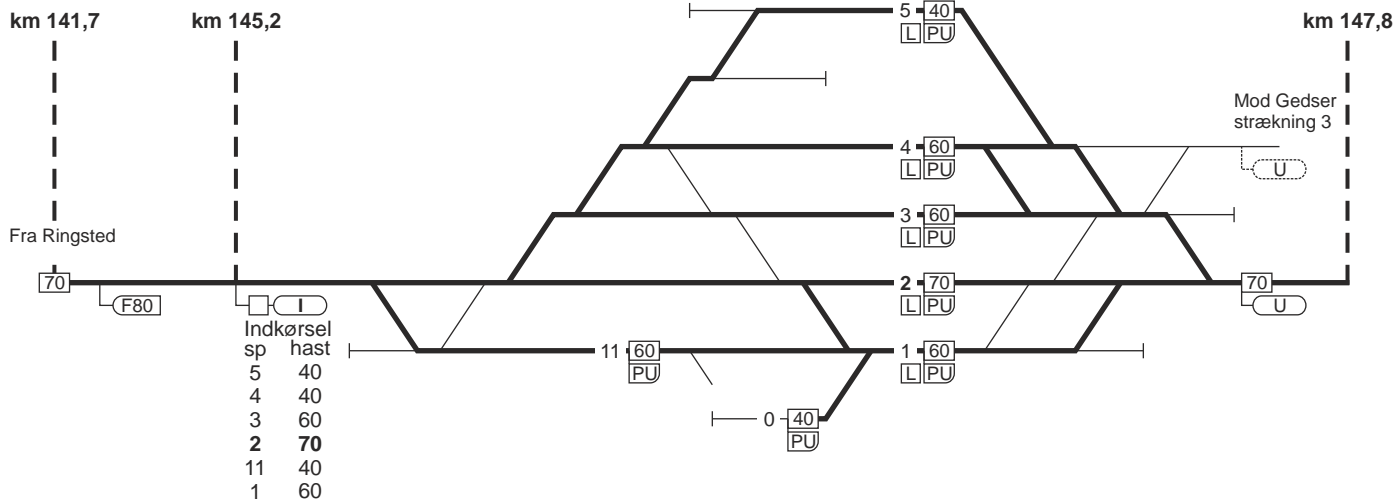 5 40
L PU
km 141,7
km 145,2
km 147,8
Mod Gedser
strækning 3
4 60
L PU
U
3 60
L PU
Fra Ringsted
70
2 70
70
F80
I
L PU
U
Indkørsel
sp hast
5 40
4 40
3 60
2 70
11 40
1 60
11 60
PU
1 60
L PU
0 40
PU